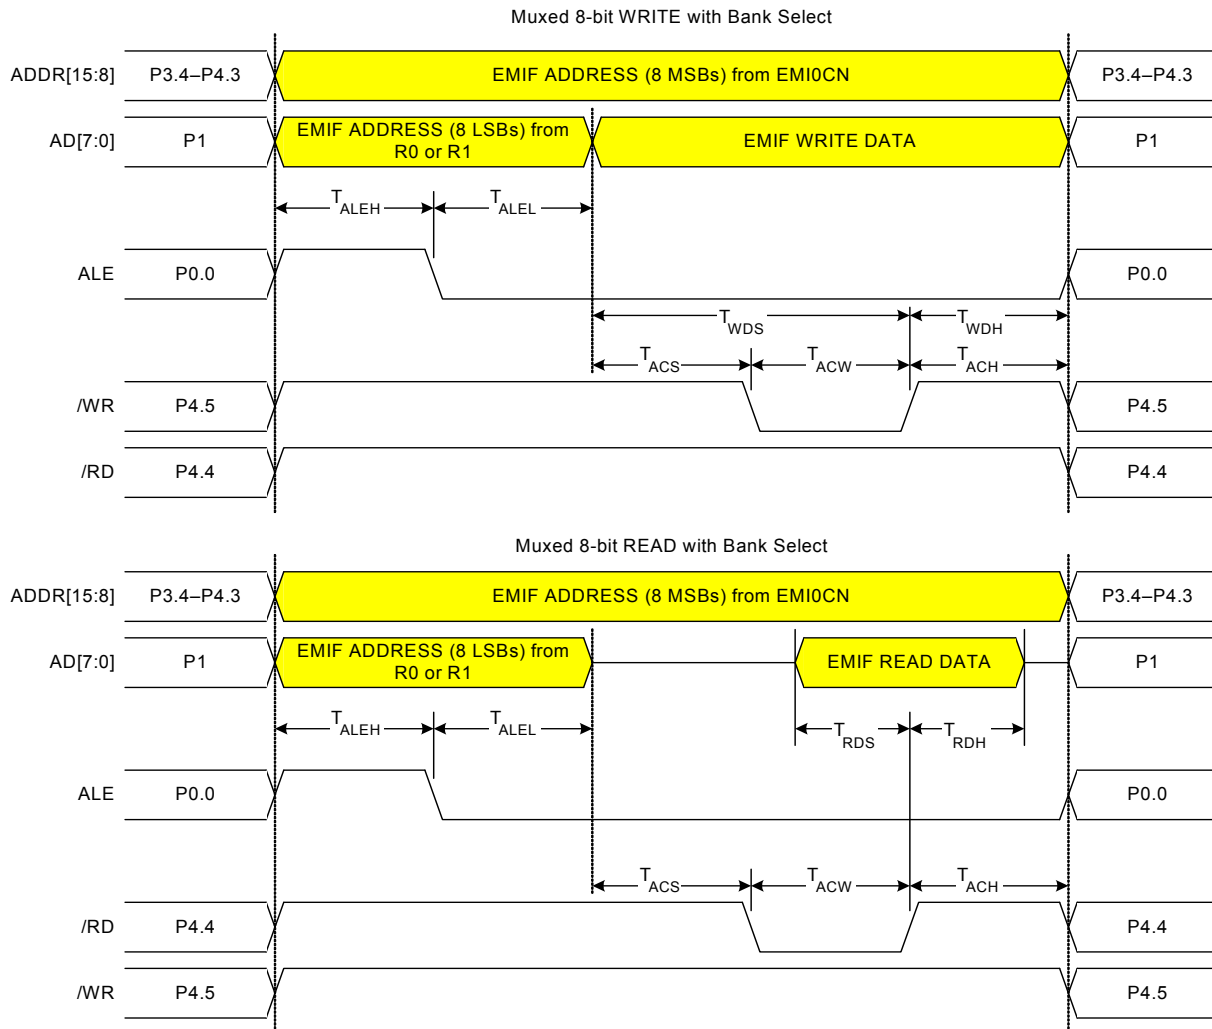 Muxed 8-bit WRITE with Bank Select
ADDR[15:8] P3.4–P4.3 EMIF ADDRESS (8 MSBs) from EMI0CN P3.4–P4.3
AD[7:0] P1 EMIF ADDRESS (8 LSBs) from
R0 or R1 EMIF WRITE DATA P1
TALEH TALEL
ALE P0.0 P0.0
TWDS TWDH
TACS TACW TACH
/WR P4.5 P4.5
/RD P4.4 P4.4
Muxed 8-bit READ with Bank Select
ADDR[15:8] P3.4–P4.3 EMIF ADDRESS (8 MSBs) from EMI0CN P3.4–P4.3
AD[7:0] P1 EMIF ADDRESS (8 LSBs) from
R0 or R1 EMIF READ DATA P1
TALEH TALEL TRDS TRDH
ALE P0.0 P0.0
TACS TACW TACH
/RD P4.4 P4.4
/WR P4.5 P4.5